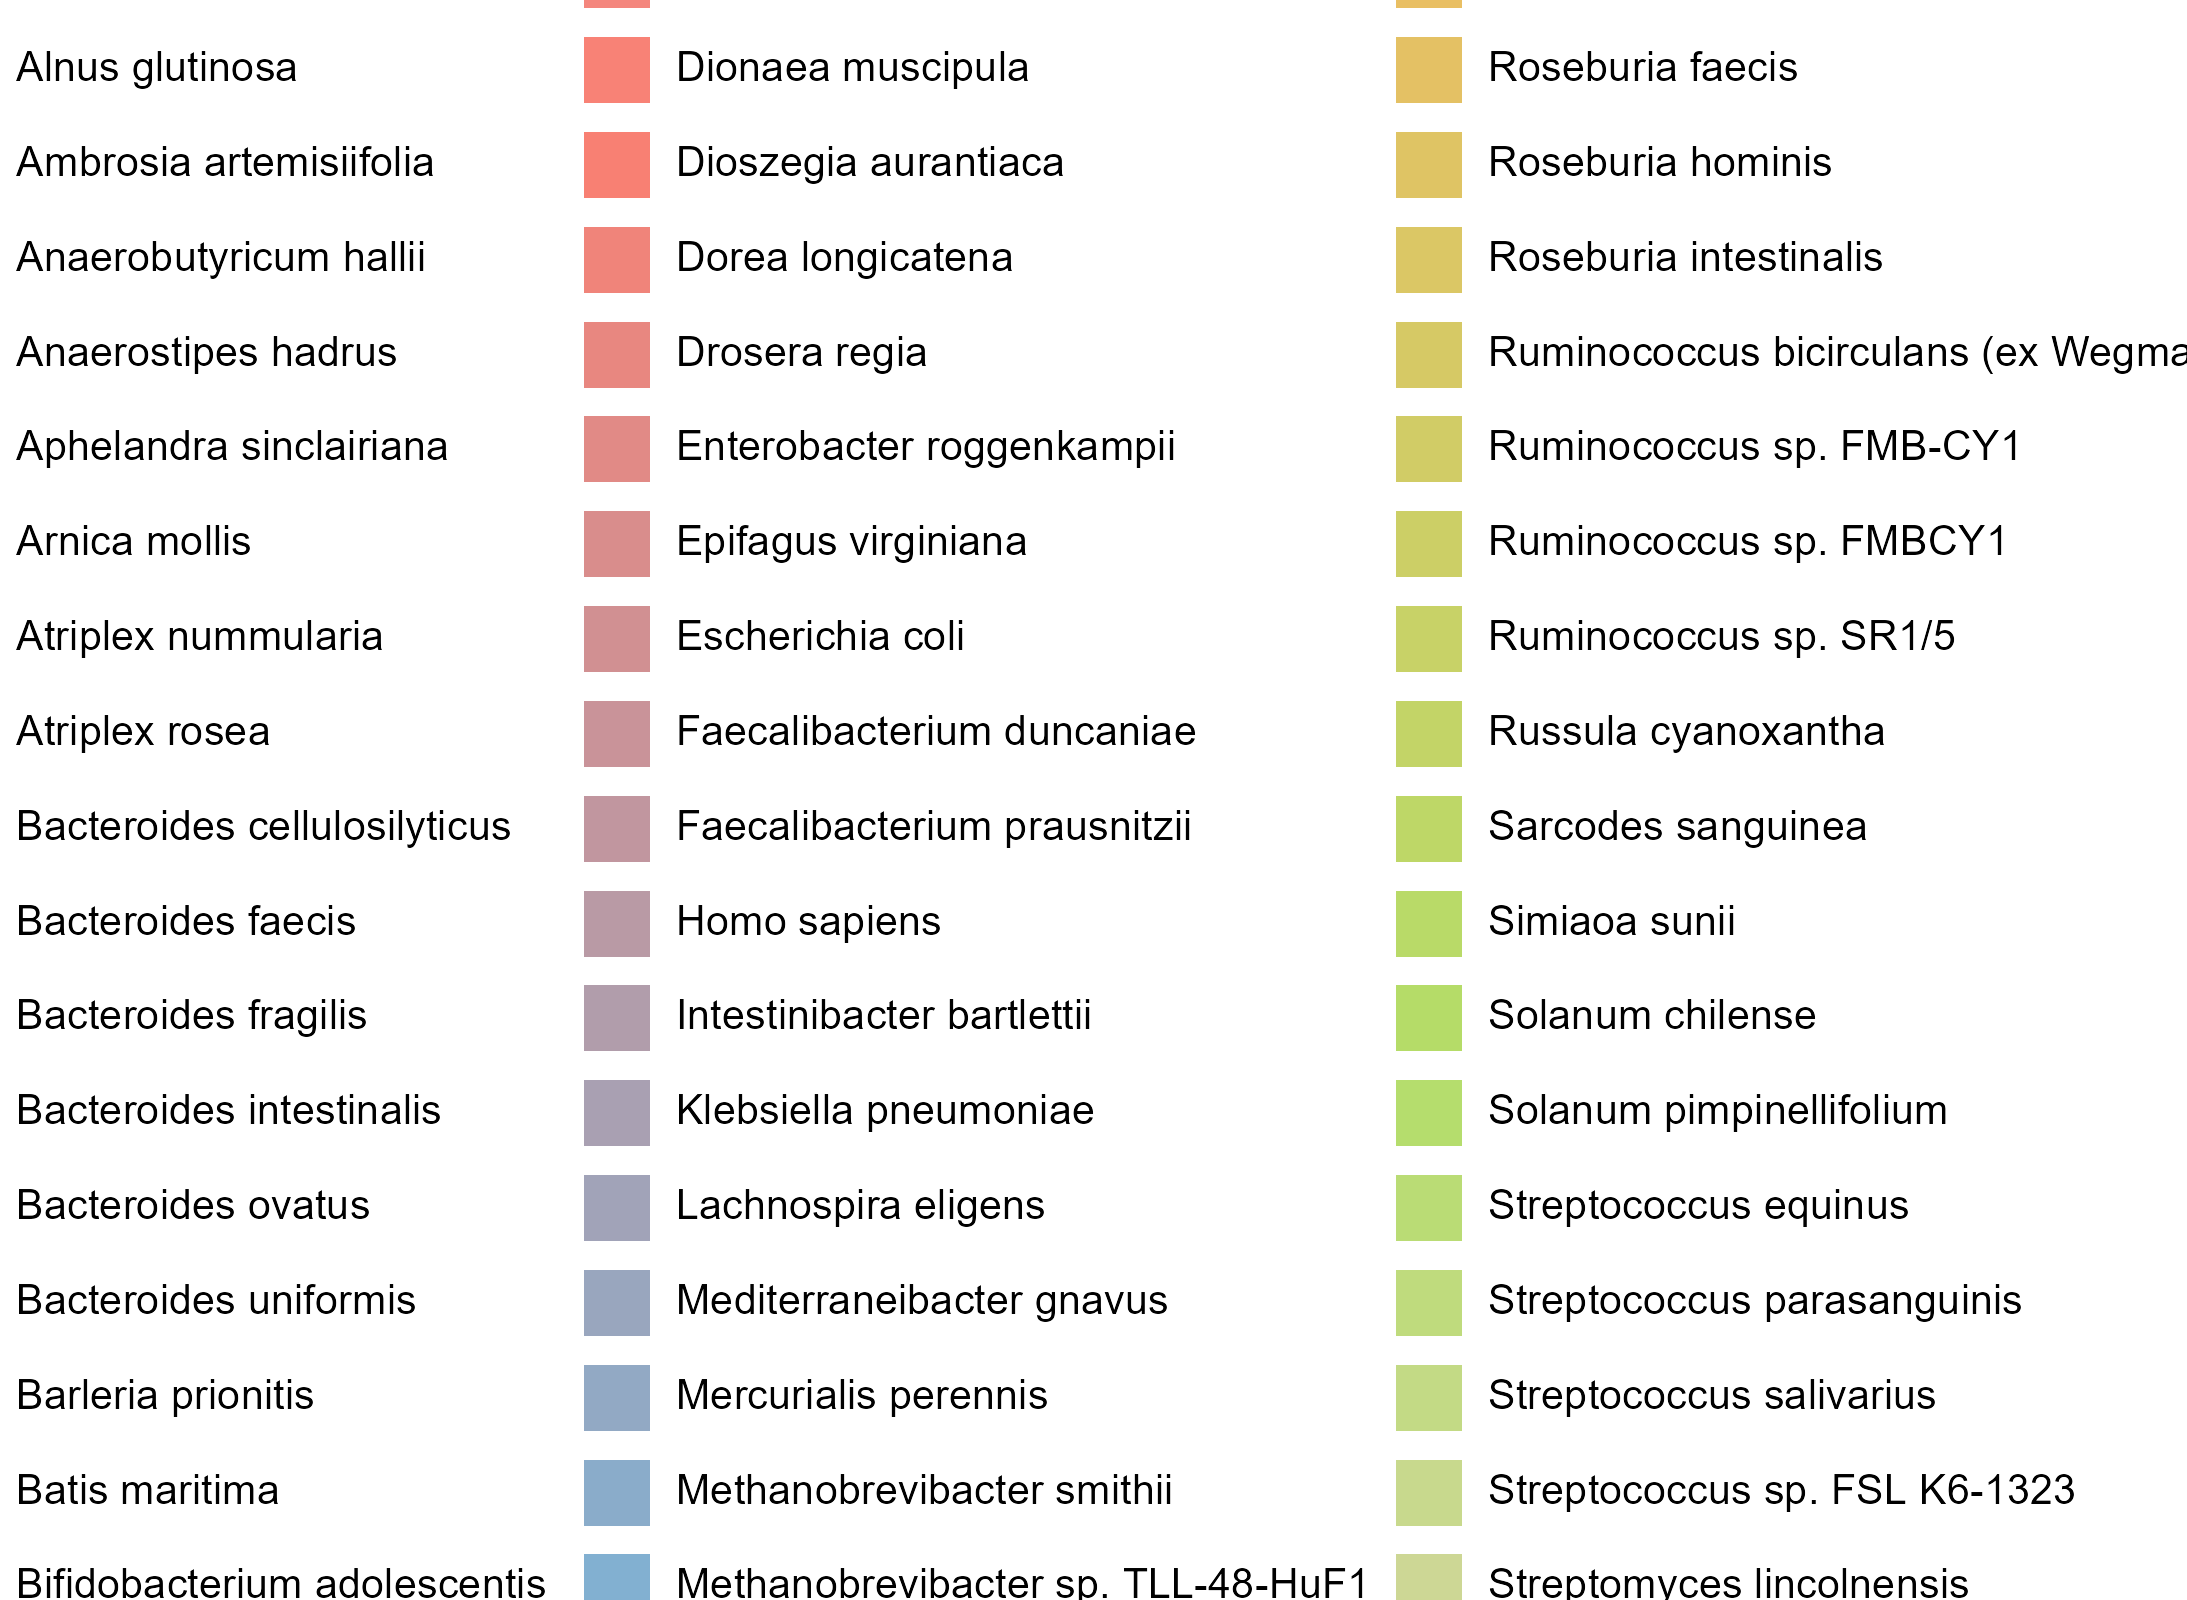 Alnus glutinosa
Ambrosia artemisiifolia
Anaerobutyricum hallii
Anaerostipes hadrus
Aphelandra sinclairiana
Arnica mollis
Atriplex nummularia
Atriplex rosea
Bacteroides cellulosilyticus
Bacteroides faecis
Bacteroides fragilis
Bacteroides intestinalis
Bacteroides ovatus
Bacteroides uniformis
Barleria prionitis
Batis maritima
Bifidobacterium adolescentis
Dionaea muscipula
Dioszegia aurantiaca
Dorea longicatena
Drosera regia
Enterobacter roggenkampii
Epifagus virginiana
Escherichia coli
Faecalibacterium duncaniae
Faecalibacterium prausnitzii
Homo sapiens
Intestinibacter bartlettii
Klebsiella pneumoniae
Lachnospira eligens
Mediterraneibacter gnavus
Mercurialis perennis
Methanobrevibacter smithii
Methanobrevibacter sp. TLL-48-HuF1
Roseburia faecis
Roseburia hominis
Roseburia intestinalis
Ruminococcus bicirculans (ex Wegma
Ruminococcus sp. FMB-CY1
Ruminococcus sp. FMBCY1
Ruminococcus sp. SR1/5
Russula cyanoxantha
Sarcodes sanguinea
Simiaoa sunii
Solanum chilense
Solanum pimpinellifolium
Streptococcus equinus
Streptococcus parasanguinis
Streptococcus salivarius
Streptococcus sp. FSL K6-1323
Streptomyces lincolnensis